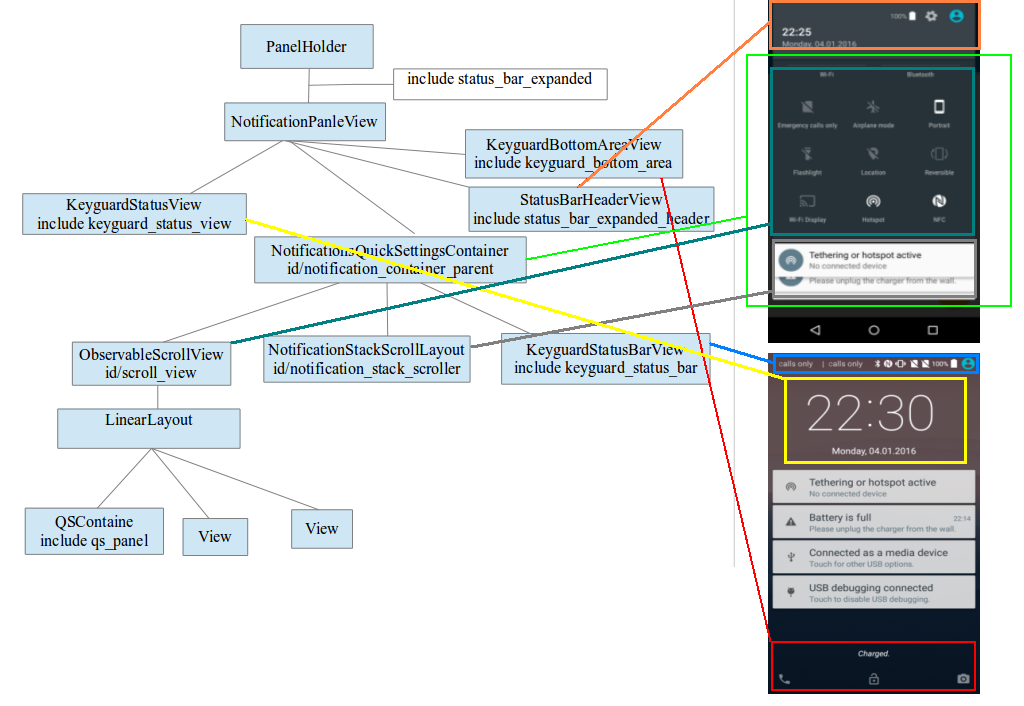 PanelHolder
include status_bar_expanded
NotificationPanleView
KeyguardBottomAreaView
include keyguard_bottom_area
KeyguardStatusView
include keyguard_status_view
StatusBarHeaderView
include status_bar_expanded_header
NotificationsQuickSettingsContainer
id/notification_container_parent
ObservableScrollView
id/scroll_view
NotificationStackScrollLayout
id/notification_stack_scroller
KeyguardStatusBarView
include keyguard_status_bar
LinearLayout
QSContaine
include qs_panel
View
View
100%
22:25
Monday, 04.01.2016
Wi-Fi
Bluetooth
Emergency calls only
Airplane mode
Portrait
Flashlight
Location
Reversible
Wi-Fi Display
Hotspot
NFC
Tethering or hotspot active
No connected device
Please unplug the charger from the wall.
calls only | calls only 100%
22:30
Monday, 04.01.2016
Tethering or hotspot active
No connected device
Battery is full 22:14
Please unplug the charger from the wall.
Connected as a media device
Touch for other USB options.
USB debugging connected
Touch to disable USB debugging.
Charged.